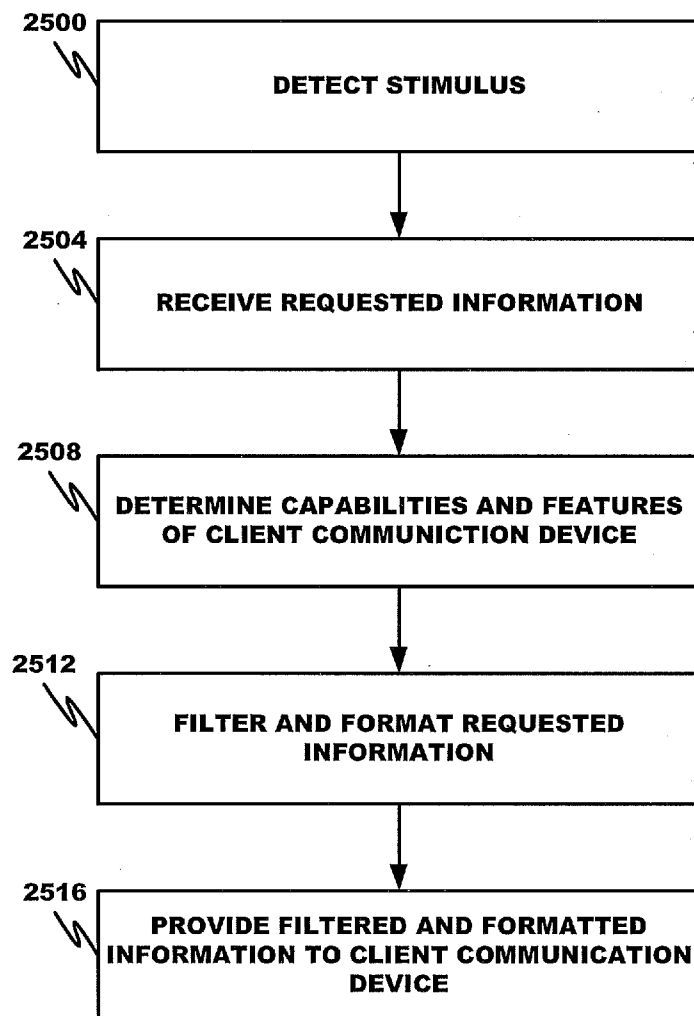 2500
DETECT STIMULUS
2504
RECEIVE REQUESTED INFORMATION
2508
DETERMINE CAPABILITIES AND FEATURES
OF CLIENT COMMUNICTION DEVICE
2512
FILTER AND FORMAT REQUESTED
INFORMATION
2516
PROVIDE FILTERED AND FORMATTED
INFORMATION TO CLIENT COMMUNICATION
DEVICE